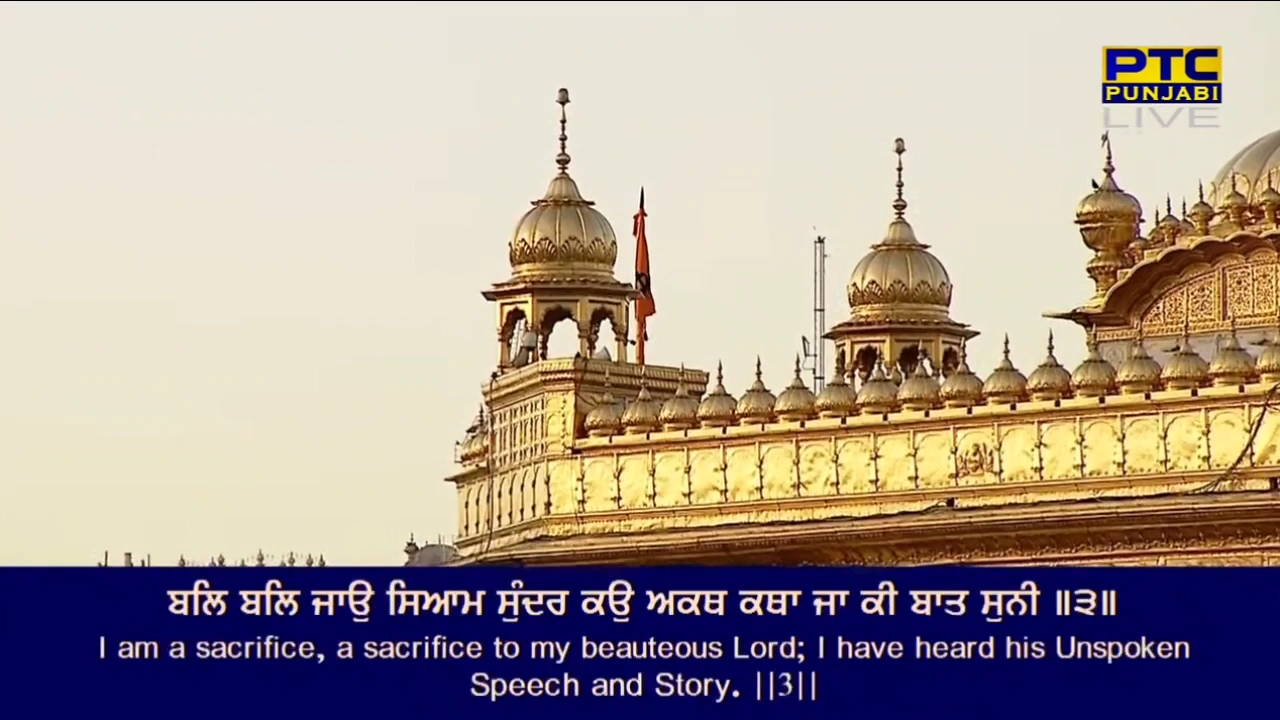 PTC
PUNJABI
LIVE
ਬਲਿ ਬਲਿ ਜਾਉ ਸਿਆਮ ਸੁੰਦਰ ਕਉ ਅਕਥ ਕਥਾ ਜਾ ਕੀ ਬਾਤ ਸੁਨੀ ॥੩॥
I am a sacrifice, a sacrifice to my beauteous Lord; I have heard his Unspoken
Speech and Story. ||3||